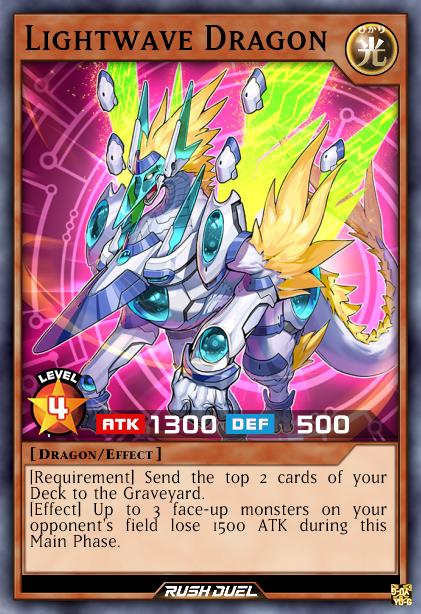 Lightwave Dragon
ひかり
光
LEVEL
4
ATK 1300 DEF 500
[Dragon/Effect]
[Requirement] Send the top 2 cards of your
Deck to the Graveyard.
[Effect] Up to 3 face-up monsters on your
opponent's field lose 1500 ATK during this
Main Phase.
RUSH DUEL